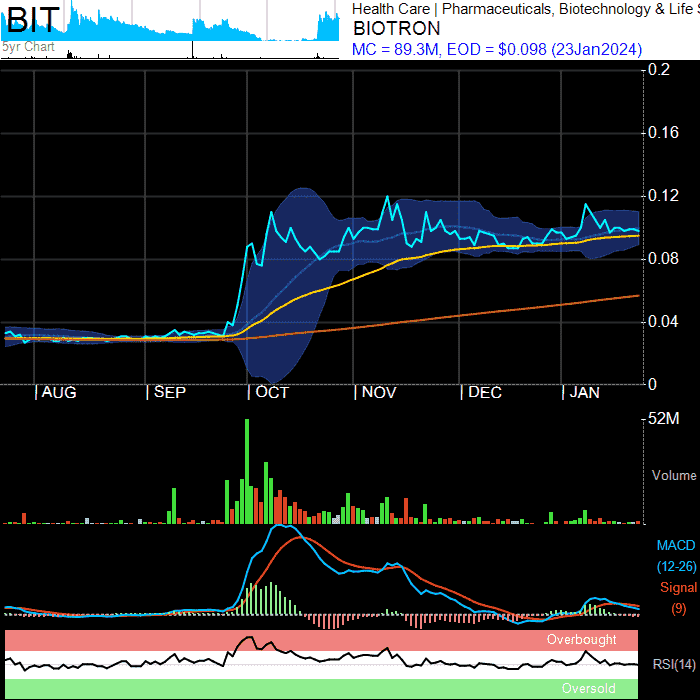 BIT
5yr Chart
Health Care | Pharmaceuticals, Biotechnology & Life S
BIOTRON
MC = 89.3M, EOD = $0.098 (23Jan2024)
0.2
0.16
0.12
0.08
0.04
0
| AUG | SEP | OCT | NOV | DEC | JAN
52M
Volume
MACD
(12-26)
Signal
(9)
Overbought
RSI(14)
Oversold